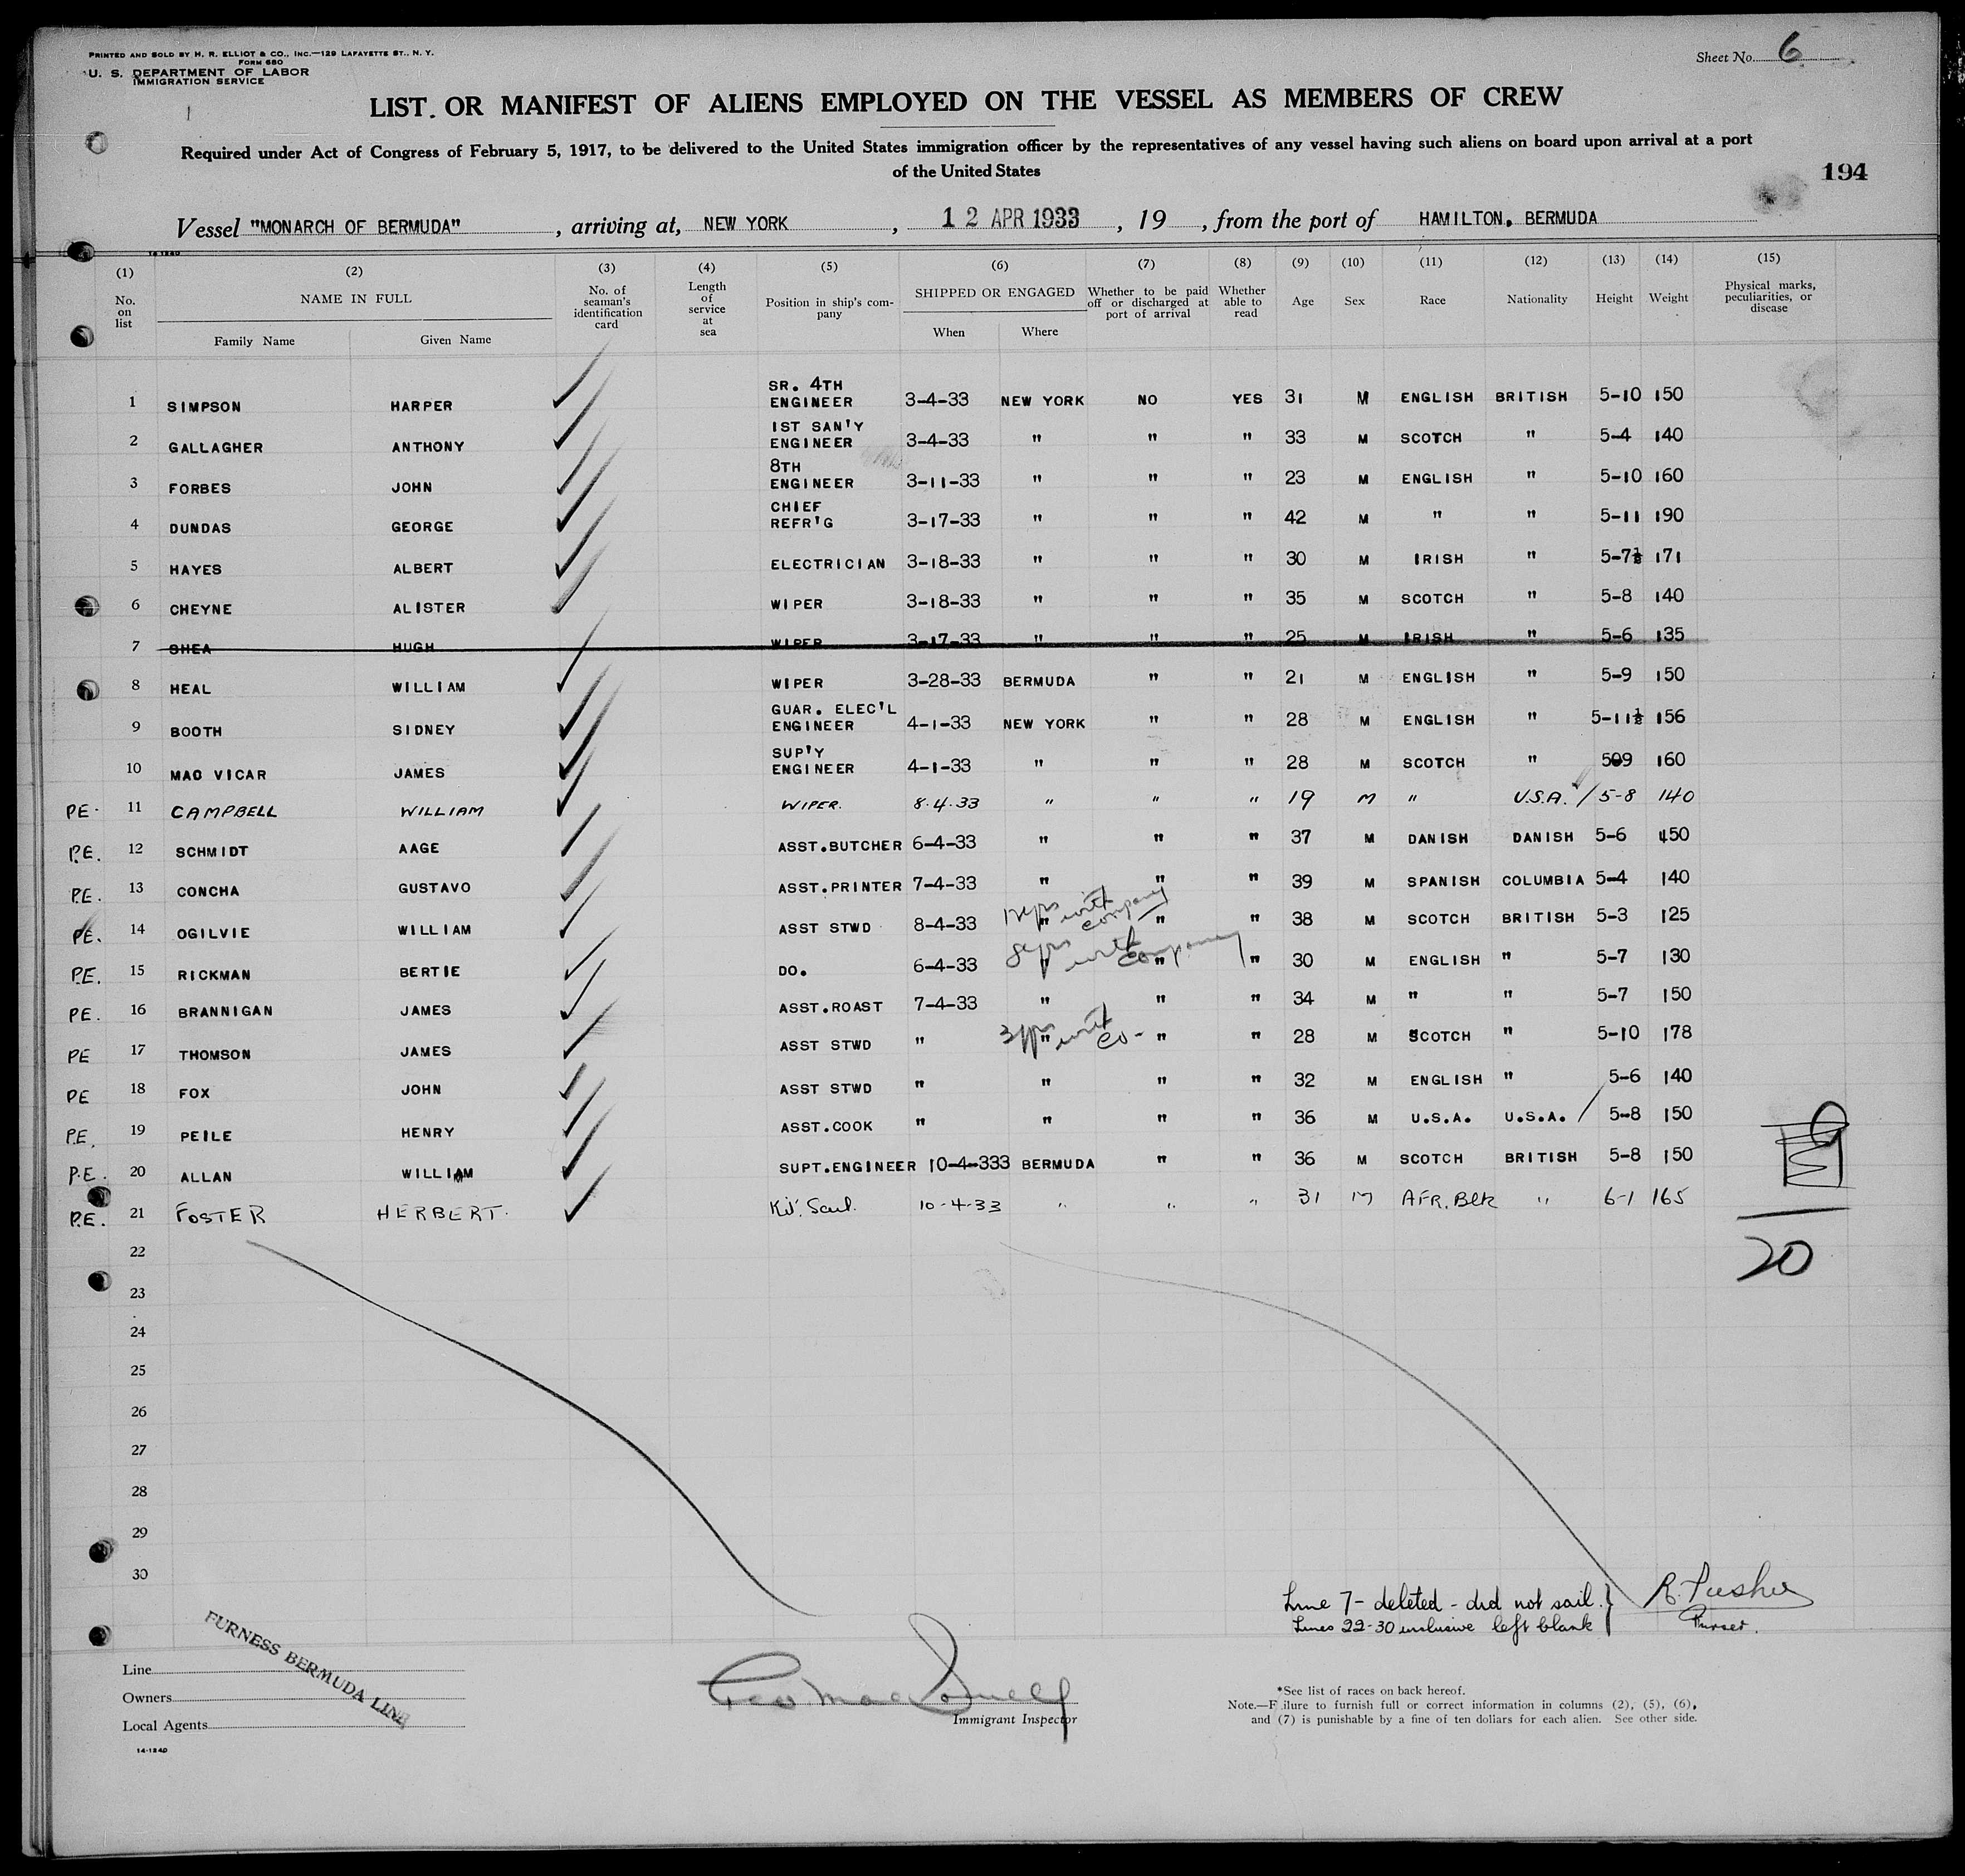 PRINTED AND SOLD BY H. R. ELLIOT & CO., INC.—129 LAFAYETTE ST., N. Y.
FORM 680
U. S. DEPARTMENT OF LABOR
IMMIGRATION SERVICE
Sheet No. 6
LIST OR MANIFEST OF ALIENS EMPLOYED ON THE VESSEL AS MEMBERS OF CREW
Required under Act of Congress of February 5, 1917, to be delivered to the United States immigration officer by the representatives of any vessel having such aliens on board upon arrival at a port
of the United States
194
Vessel "MONARCH OF BERMUDA", arriving at, NEW YORK, 12 APR 1933, 19, from the port of HAMILTON, BERMUDA
14-1240
(1) (2) (3) (4) (5) (6) (7) (8) (9) (10) (11) (12) (13) (14) (15)
No. on list NAME IN FULL No. of seaman's identification card Length of service at sea Position in ship's company SHIPPED OR ENGAGED Whether to be paid off or discharged at port of arrival Whether able to read Age Sex Race Nationality Height Weight Physical marks, peculiarities, or disease
Family Name Given Name When Where
1 SIMPSON HARPER SR. 4TH ENGINEER 3-4-33 NEW YORK NO YES 31 M ENGLISH BRITISH 5-10 150
2 GALLAGHER ANTHONY 1ST SAN'Y ENGINEER 3-4-33 " " " 33 M SCOTCH " 5-4 140
3 FORBES JOHN 8TH ENGINEER 3-11-33 " " " 23 M ENGLISH " 5-10 160
4 DUNDAS GEORGE CHIEF REFR'G 3-17-33 " " " 42 M " " 5-11 190
5 HAYES ALBERT ELECTRICIAN 3-18-33 " " " 30 M IRISH " 5-7½ 171
6 CHEYNE ALISTER WIPER 3-18-33 " " " 35 M SCOTCH " 5-8 140
7 SHEA HUGH WIPER 3-17-33 " " " 25 M IRISH " 5-6 135
8 HEAL WILLIAM WIPER 3-28-33 BERMUDA " " 21 M ENGLISH " 5-9 150
9 BOOTH SIDNEY GUAR. ELEC'L ENGINEER 4-1-33 NEW YORK " " 28 M ENGLISH " 5-11½ 156
10 MAC VICAR JAMES SUP'Y ENGINEER 4-1-33 " " " 28 M SCOTCH " 509 160
PE. 11 CAMPBELL WILLIAM WIPER. 8.4.33 " " " 19 M " U.S.A. / 5-8 140
P.E. 12 SCHMIDT AAGE ASST.BUTCHER 6-4-33 " " " 37 M DANISH DANISH 5-6 150
P.E. 13 CONCHA GUSTAVO ASST.PRINTER 7-4-33 " " " 39 M SPANISH COLUMBIA 5-4 140
PE. 14 OGILVIE WILLIAM ASST STWD 8-4-33 " with company " 38 M SCOTCH BRITISH 5-3 125
P.E. 15 RICKMAN BERTIE DO. 6-4-33 " with company " " 30 M ENGLISH " 5-7 130
PE. 16 BRANNIGAN JAMES ASST.ROAST 7-4-33 " " " 34 M " " 5-7 150
PE 17 THOMSON JAMES ASST STWD " " with Co- " " 28 M SCOTCH " 5-10 178
PE 18 FOX JOHN ASST STWD " " " " 32 M ENGLISH " 5-6 140
P.E. 19 PEILE HENRY ASST.COOK " " " " 36 M U.S.A. U.S.A. / 5-8 150
P.E. 20 ALLAN WILLIAM SUPT.ENGINEER 10-4-333 BERMUDA " " 36 M SCOTCH BRITISH 5-8 150
P.E. 21 FOSTER HERBERT. Kit. Scul. 10-4-33 " " " 31 M AFR. Blk " 6-1 165
22
20
23
24
25
26
27
28
29
30
Line 7 - deleted - did not sail.
Lines 22-30 inclusive left blank
Purser.
FURNESS BERMUDA LINE
Line
Owners
Local Agents
14-1240
Immigrant Inspector
*See list of races on back hereof.
Note.—F ilure to furnish full or correct information in columns (2), (5), (6),
and (7) is punishable by a fine of ten dollars for each alien. See other side.